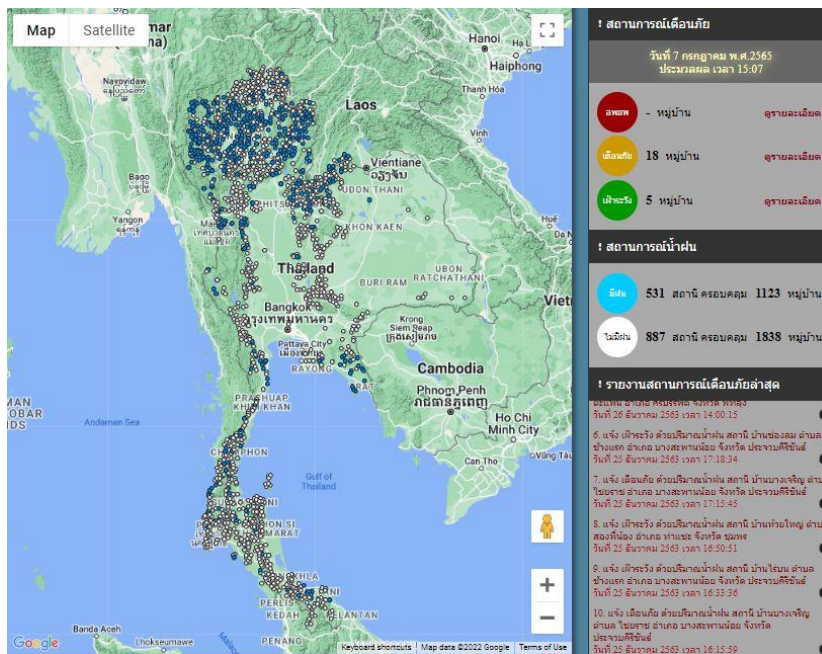 Map Satellite
Hanoi
Haiphong
Naypyidaw
နေပြည်တော်
Thanh Hóa
Laos
Vinh
Vientiane
ວຽງຈັນ
UDON THANI
Bago
Yangon
ရန်ကုန်
KHON KAEN
Huế
Thailand
UBON
RATCHATHANI
BURI RAM
Bangkok
กรุงเทพมหานคร
Krong
Siem Reap
Pattaya City
เมืองพัทยา
RAYONG
Cambodia
Phnom Penh
PRACHUAP
KHIRI KHAN
Andaman Sea
Ho Chi
Minh City
Can Tho
Vũng Tàu
Gulf of
Thailand
PERLIS
KEDAH
KELANTAN
Banda Aceh
Lhokseumawe
PENANG
Google
Keyboard shortcuts Map data ©2022 Google Terms of Use
! สถานการณ์เตือนภัย
วันที่ 7 กรกฎาคม พ.ศ.2565
ประมวลผล เวลา 15:07
อพยพ - หมู่บ้าน ดูรายละเอียด
เตือนภัย 18 หมู่บ้าน ดูรายละเอียด
เฝ้าระวัง 5 หมู่บ้าน ดูรายละเอียด
! สถานการณ์น้ำฝน
มีฝน 531 สถานี ครอบคลุม 1123 หมู่บ้าน
ไม่มีฝน 887 สถานี ครอบคลุม 1838 หมู่บ้าน
! รายงานสถานการณ์เตือนภัยล่าสุด
วันที่ 26 ธันวาคม 2563 เวลา 14:00:15
6. แจ้ง เฝ้าระวัง ด้วยปริมาณน้ำฝน สถานี บ้านช่องลม ตำบล
ช้างแรก อำเภอ บางสะพานน้อย จังหวัด ประจวบคีรีขันธ์
วันที่ 25 ธันวาคม 2563 เวลา 17:18:34
7. แจ้ง เตือนภัย ด้วยปริมาณน้ำฝน สถานี บ้านบางเจริญ
ไชยราช อำเภอ บางสะพานน้อย จังหวัด ประจวบคีรีขันธ์
วันที่ 25 ธันวาคม 2563 เวลา 17:15:45
8. แจ้ง เฝ้าระวัง ด้วยปริมาณน้ำฝน สถานี บ้านห้วยใหญ่
สองพี่น้อง อำเภอ ท่าแซะ จังหวัด ชุมพร
วันที่ 25 ธันวาคม 2563 เวลา 16:50:51
9. แจ้ง เฝ้าระวัง ด้วยปริมาณน้ำฝน สถานี บ้านไร่บน ตำบล
ช้างแรก อำเภอ บางสะพานน้อย จังหวัด ประจวบคีรีขันธ์
วันที่ 25 ธันวาคม 2563 เวลา 16:33:36
10. แจ้ง เตือนภัย ด้วยปริมาณน้ำฝน สถานี บ้านบางเจริญ
ตำบล ไชยราช อำเภอ บางสะพานน้อย จังหวัด
ประจวบคีรีขันธ์
วันที่ 25 ธันวาคม 2563 เวลา 16:15:59